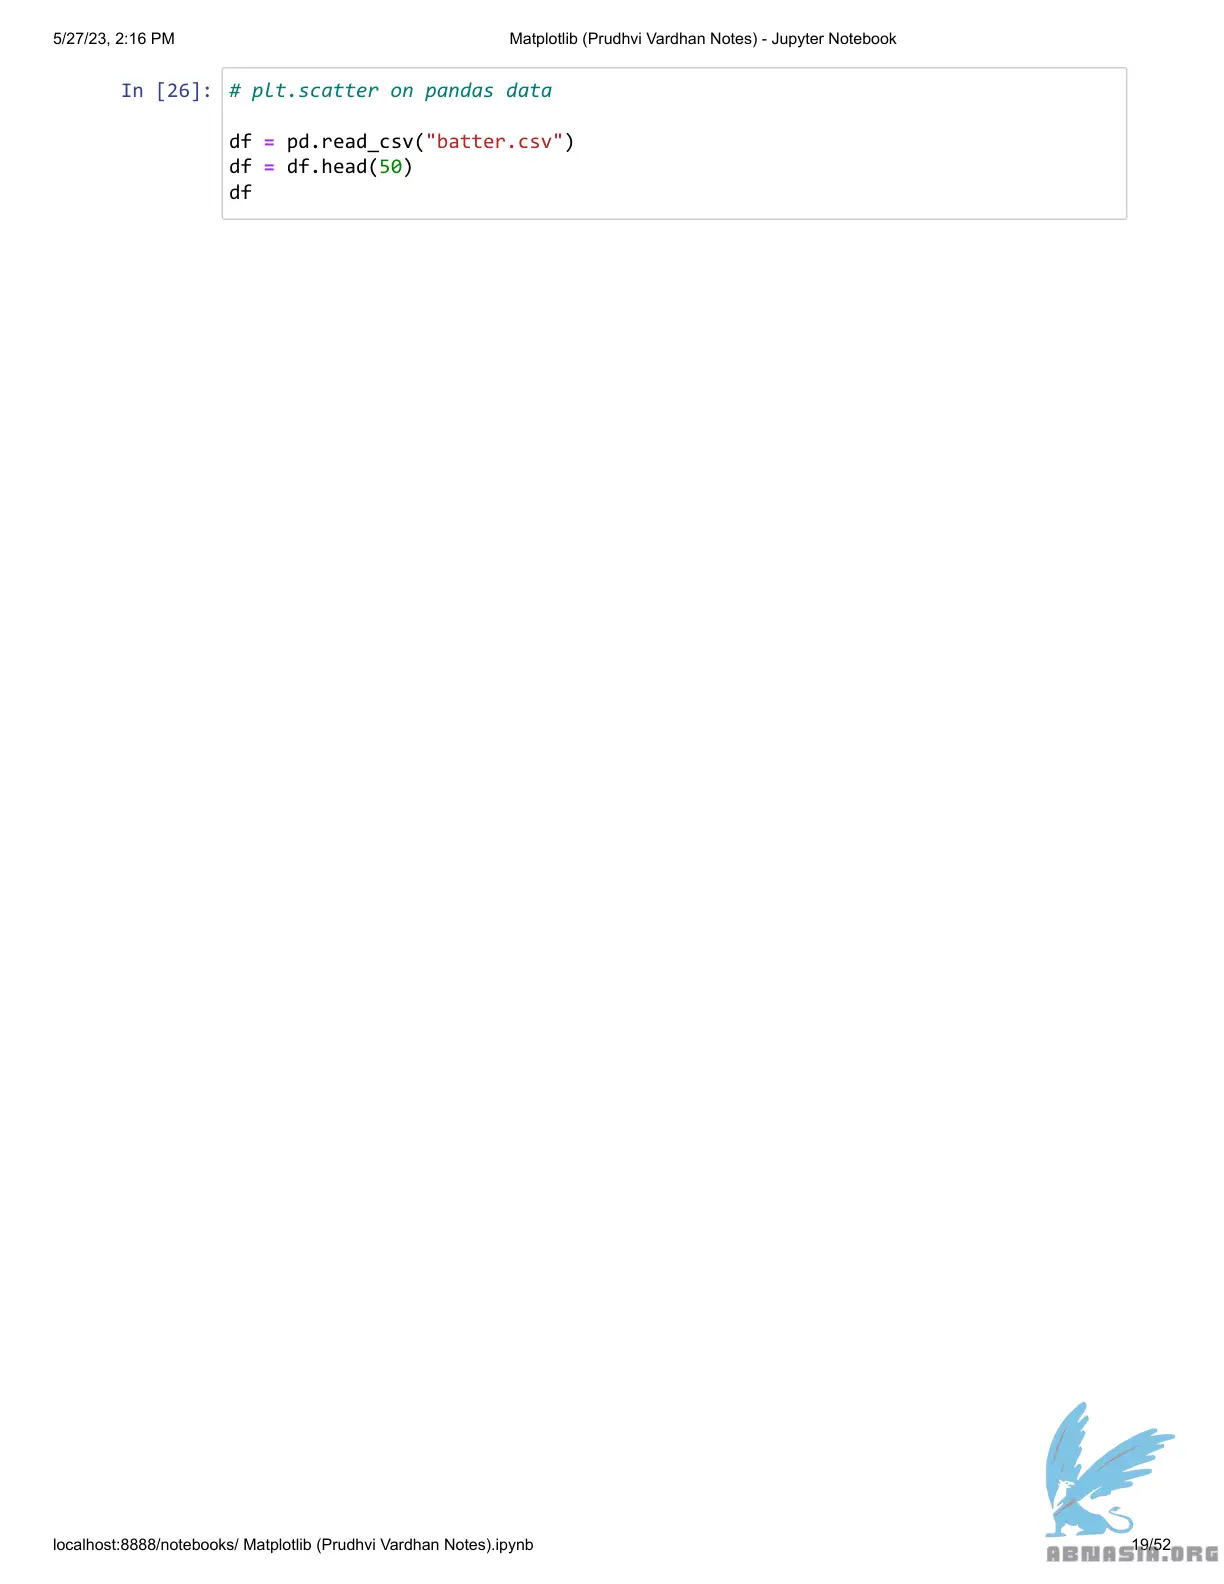 5/27/23, 2:16 PM
Matplotlib (Prudhvi Vardhan Notes) - Jupyter Notebook
In [26]: # plt.scatter on pandas data
df = pd.read_csv("batter.csv")
df = df.head(50)
df
localhost:8888/notebooks/ Matplotlib (Prudhvi Vardhan Notes).ipynb
19/52
ABNASIA.ORG